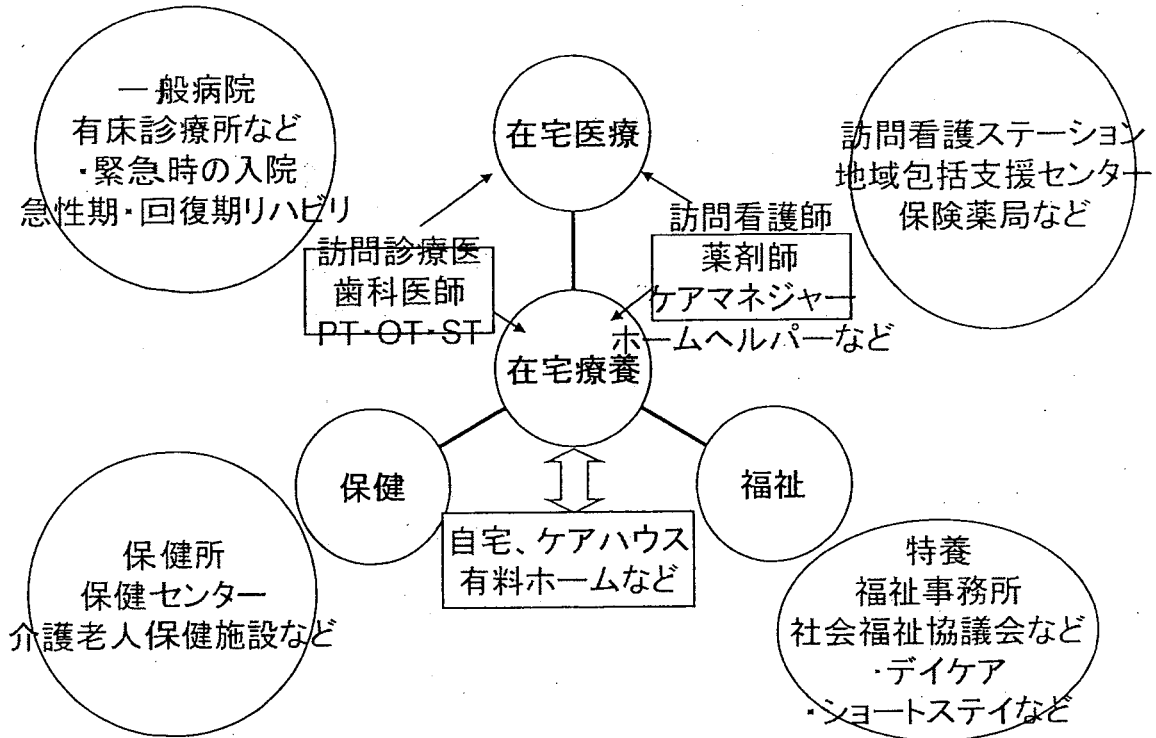 一般病院
有床診療所など
・緊急時の入院
急性期・回復期リハビリ
在宅医療
訪問看護ステーション
地域包括支援センター
保険薬局など
訪問診療医
歯科医師
PT・OT・ST
訪問看護師
薬剤師
ケアマネジャー
ホームヘルパーなど
在宅療養
保健
福祉
自宅、ケアハウス
有料ホームなど
保健所
保健センター
介護老人保健施設など
特養
福祉事務所
社会福祉協議会など
・デイケア
・ショートステイなど